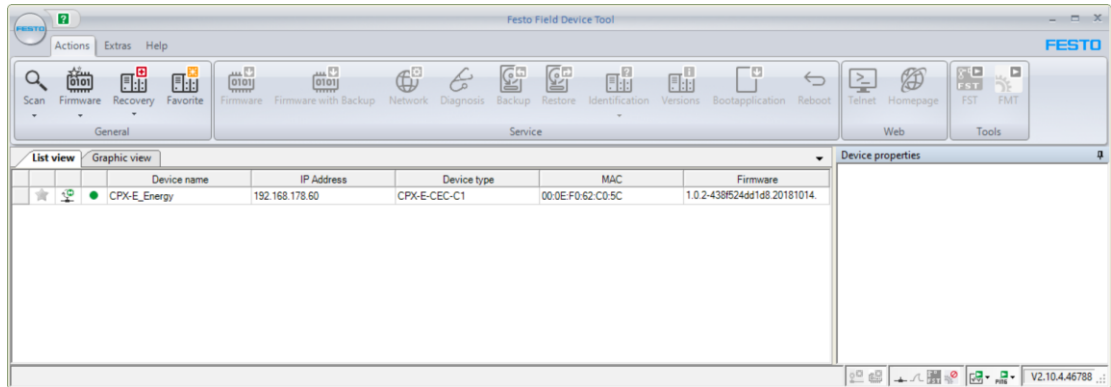 Festo Field Device Tool
FESTO
Actions Extras Help
FESTO
Scan Firmware Recovery Favorite Firmware Firmware with Backup Network Diagnosis Backup Restore Identification Versions Bootapplication Reboot Telnet Homepage FST FMT
General Service Web Tools
List view Graphic view Device properties
Device name IP Address Device type MAC Firmware
CPX-E_Energy 192.168.178.60 CPX-E-CEC-C1 00:0E:F0:62:C0:5C 1.0.2-438f524dd1d8.20181014.
V2.10.4.46788